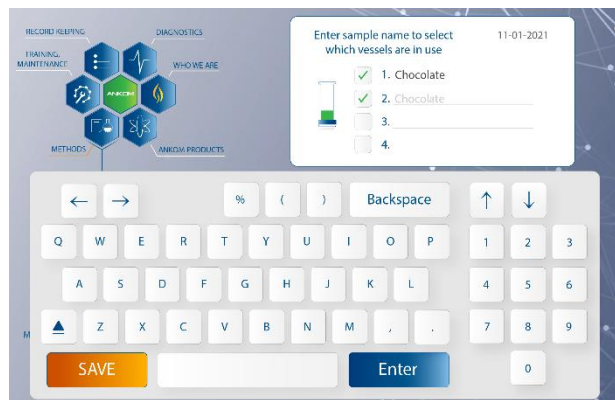 RECORD KEEPING
DIAGNOSTICS
TRAINING,
MAINTENANCE
WHO WE ARE
ANKOM
METHODS
ANKOM PRODUCTS
Enter sample name to select
which vessels are in use
11-01-2021
1. Chocolate
2. Chocolate
3.
4.
% ( ) Backspace
Q W E R T Y U I O P 1 2 3
A S D F G H J K L 4 5 6
M
Z X C V B N M , . 7 8 9
SAVE Enter 0